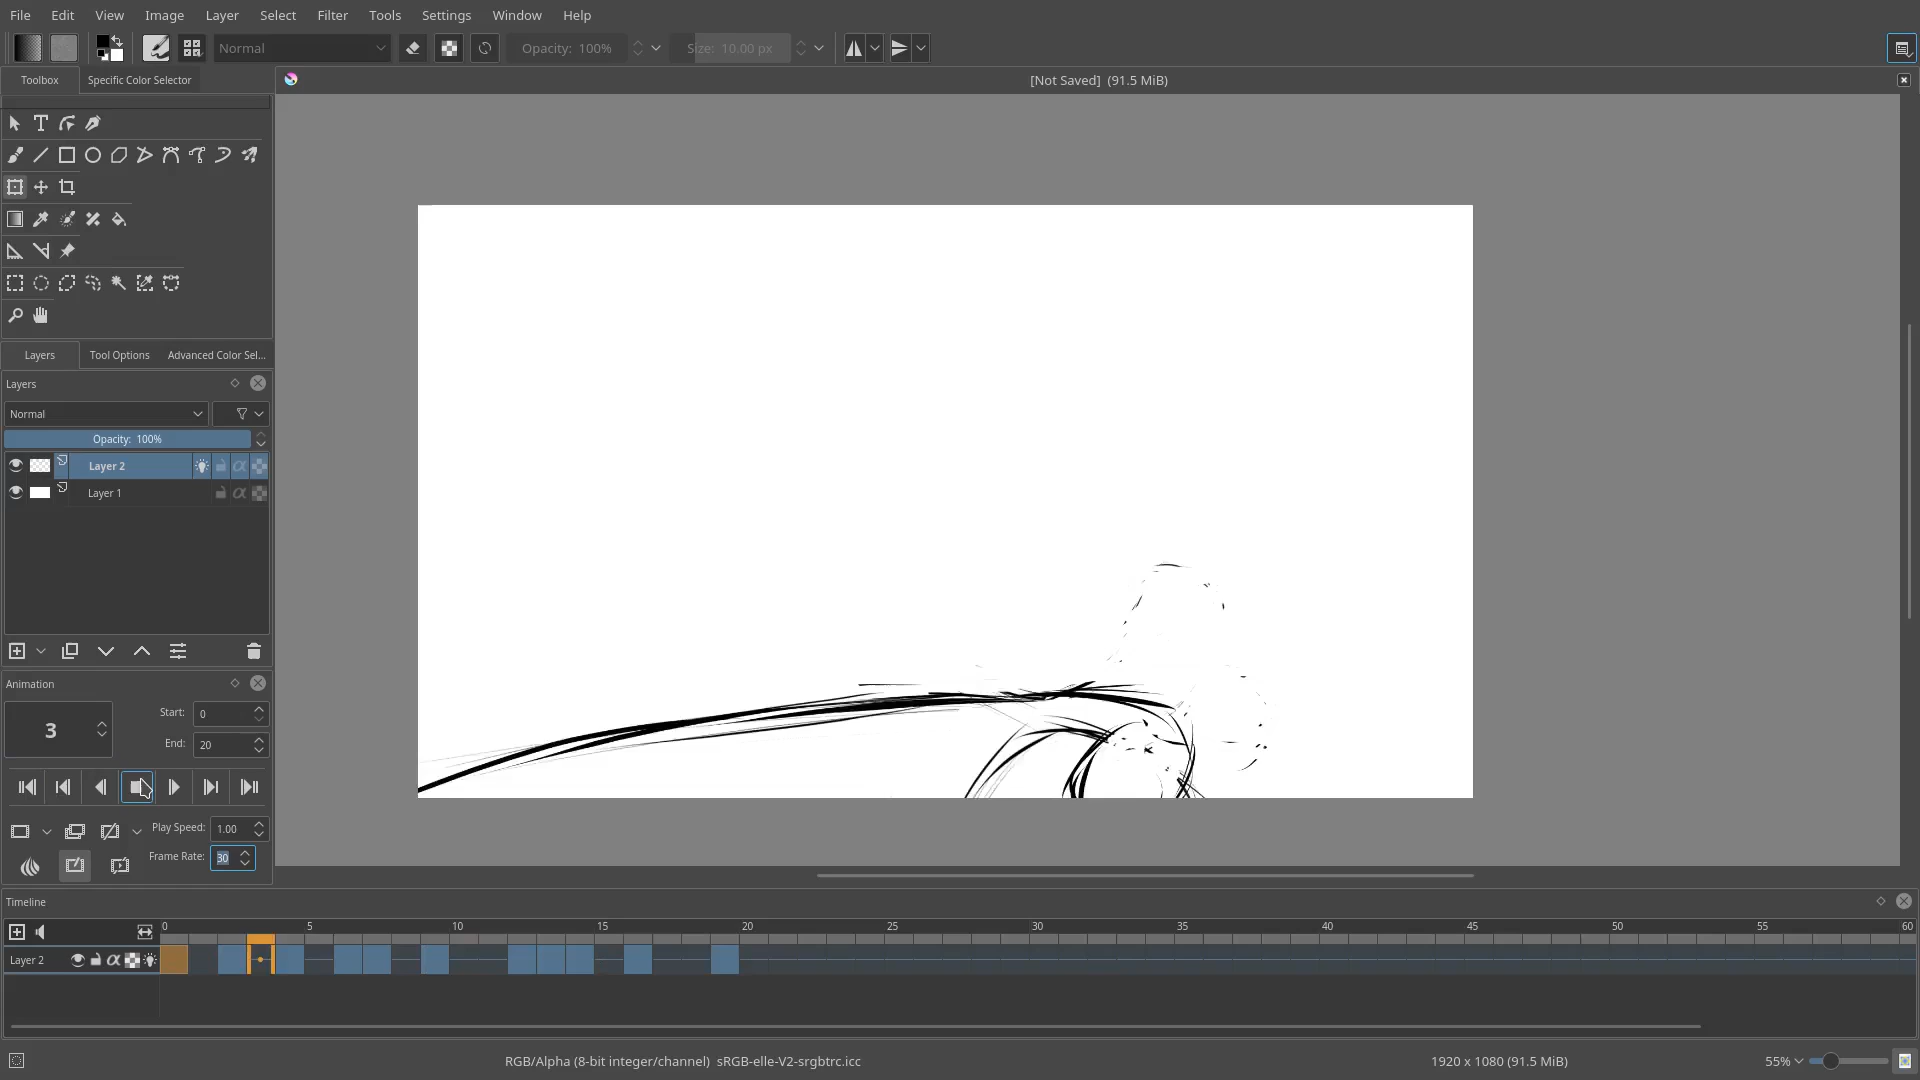 File Edit View Image Layer Select Filter Tools Settings Window Help
Normal Opacity: 100% Size: 10.00 px
Toolbox Specific Color Selector [Not Saved] (91.5 MiB)
Layers Tool Options Advanced Color Sel...
Layers
Normal
Opacity: 100%
Layer 2
Layer 1
Animation
3 Start: 0
End: 20
Play Speed: 1.00
Frame Rate: 30
Timeline
0 5 10 15 20 25 30 35 40 45 50 55 60
Layer 2
RGB/Alpha (8-bit integer/channel) sRGB-elle-V2-srgbtrc.icc 1920 x 1080 (91.5 MiB) 55%